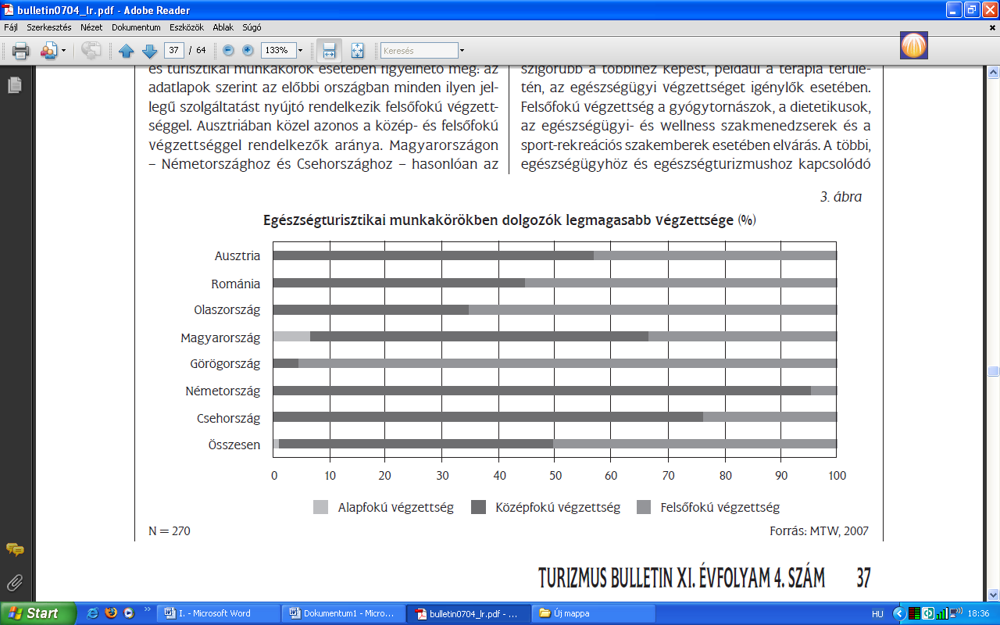 bulletin0704_lr.pdf - Adobe Reader
Fájl Szerkesztés Nézet Dokumentum Eszközök Ablak Súgó
37 / 64 133% Keresés
és turisztikai munkakörök esetében figyelhető meg: az
adatlapok szerint az előbbi országban minden ilyen jel-
legű szolgáltatást nyújtó rendelkezik felsőfokú végzett-
séggel. Ausztriában közel azonos a közép- és felsőfokú
végzettséggel rendelkezők aránya. Magyarországon
– Németországhoz és Csehországhoz – hasonlóan az
szigorúbb a többihez képest, például a terápia terüle-
tén, az egészségügyi végzettséget igénylők esetében.
Felsőfokú végzettség a gyógytornászok, a dietetikusok,
az egészségügyi- és wellness szakmenedzserek és a
sport-rekreációs szakemberek esetében elvárás. A többi,
egészségügyhöz és egészségturizmushoz kapcsolódó
3. ábra
Egészségturisztikai munkakörökben dolgozók legmagasabb végzettsége (%)
Ausztria
Románia
Olaszország
Magyarország
Görögország
Németország
Csehország
Összesen
0 10 20 30 40 50 60 70 80 90 100
Alapfokú végzettség Középfokú végzettség Felsőfokú végzettség
N = 270
Forrás: MTW, 2007
TURIZMUS BULLETIN XI. ÉVFOLYAM 4. SZÁM 37
Start I. - Microsoft Word Dokumentum1 - Micro... bulletin0704_lr.pdf - ... Új mappa HU 18:36